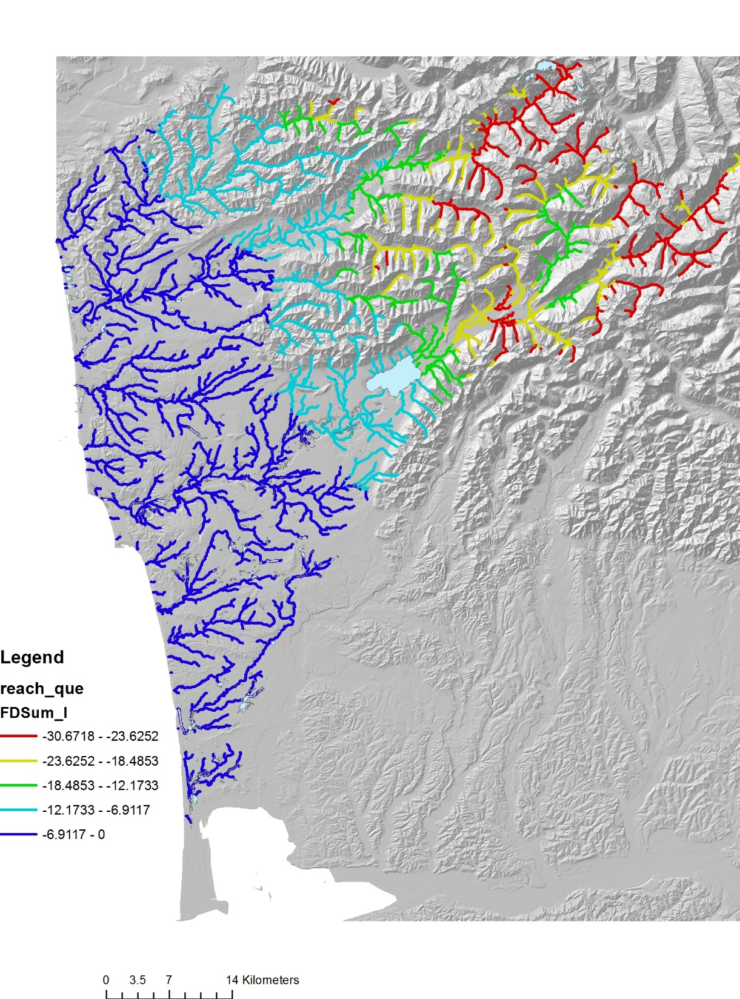 Legend
reach_que
FDSum_I
-30.6718 - -23.6252
-23.6252 - -18.4853
-18.4853 - -12.1733
-12.1733 - -6.9117
-6.9117 - 0
0 3.5 7 14 Kilometers